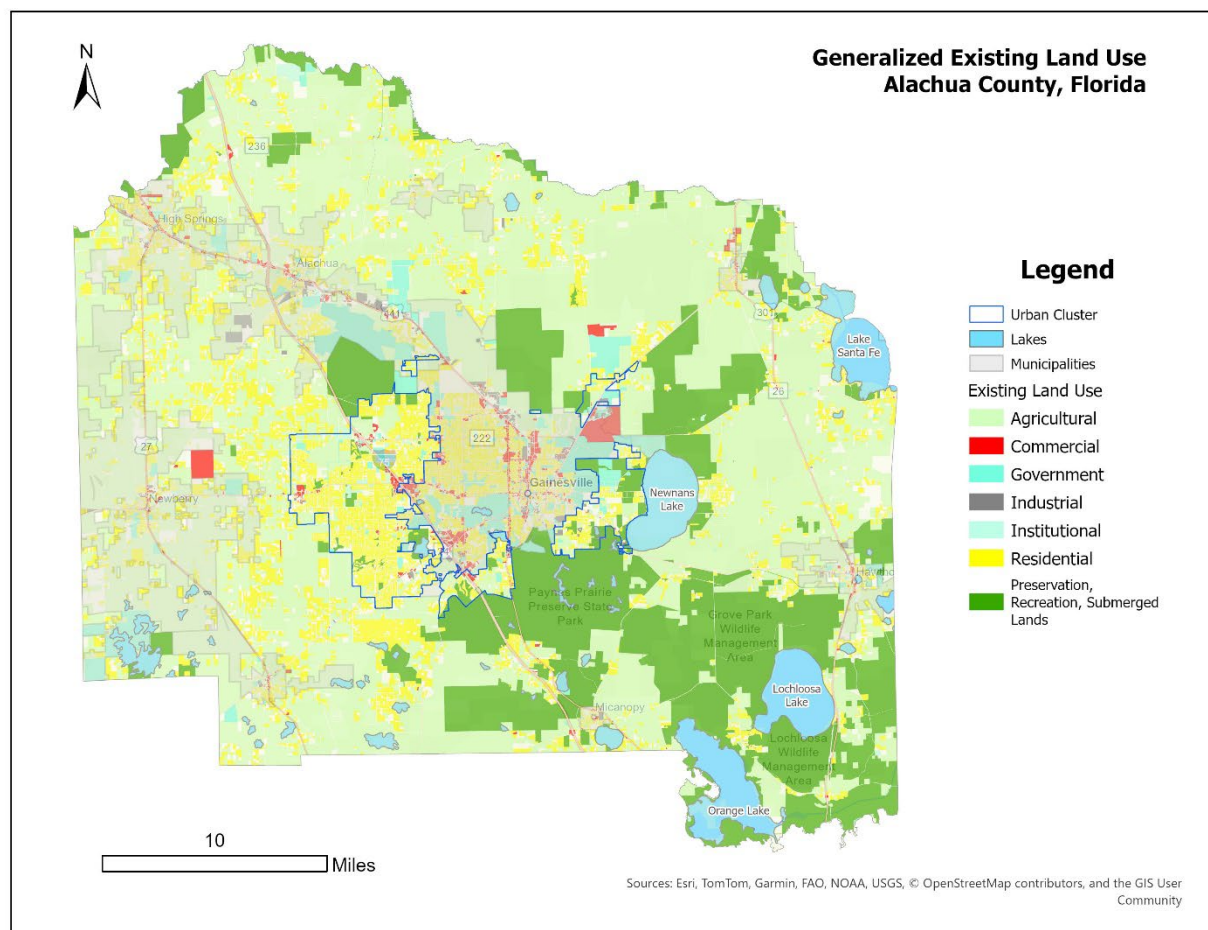 Generalized Existing Land Use
Alachua County, Florida
N
236
High Springs
Alachua
441
301
Lake
Santa Fe
26
27
222
Gainesville
Newberry
Newnans
Lake
Paynes Prairie
Preserve State
Park
Grove Park
Wildlife
Management
Area
Hawtho
Lochloosa
Lake
Micanopy
Lochloosa
Wildlife
Management
Area
Orange Lake
Legend
Urban Cluster
Lakes
Municipalities
Existing Land Use
Agricultural
Commercial
Government
Industrial
Institutional
Residential
Preservation,
Recreation, Submerged
Lands
10
Miles
Sources: Esri, TomTom, Garmin, FAO, NOAA, USGS, © OpenStreetMap contributors, and the GIS User
Community